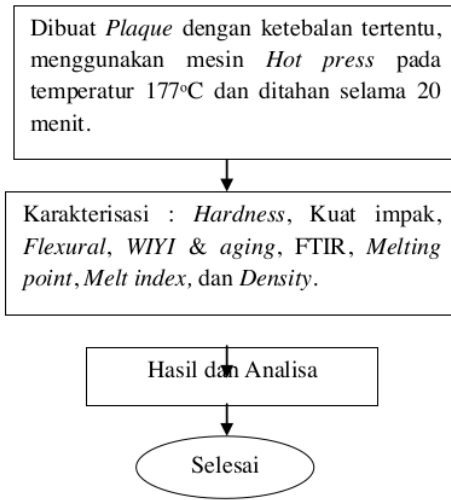 Dibuat Plaque dengan ketebalan tertentu,
menggunakan mesin Hot press pada
temperatur 177°C dan ditahan selama 20
menit.
Karakterisasi : Hardness, Kuat impak,
Flexural, WIYI & aging, FTIR, Melting
point, Melt index, dan Density.
Hasil dan Analisa
Selesai